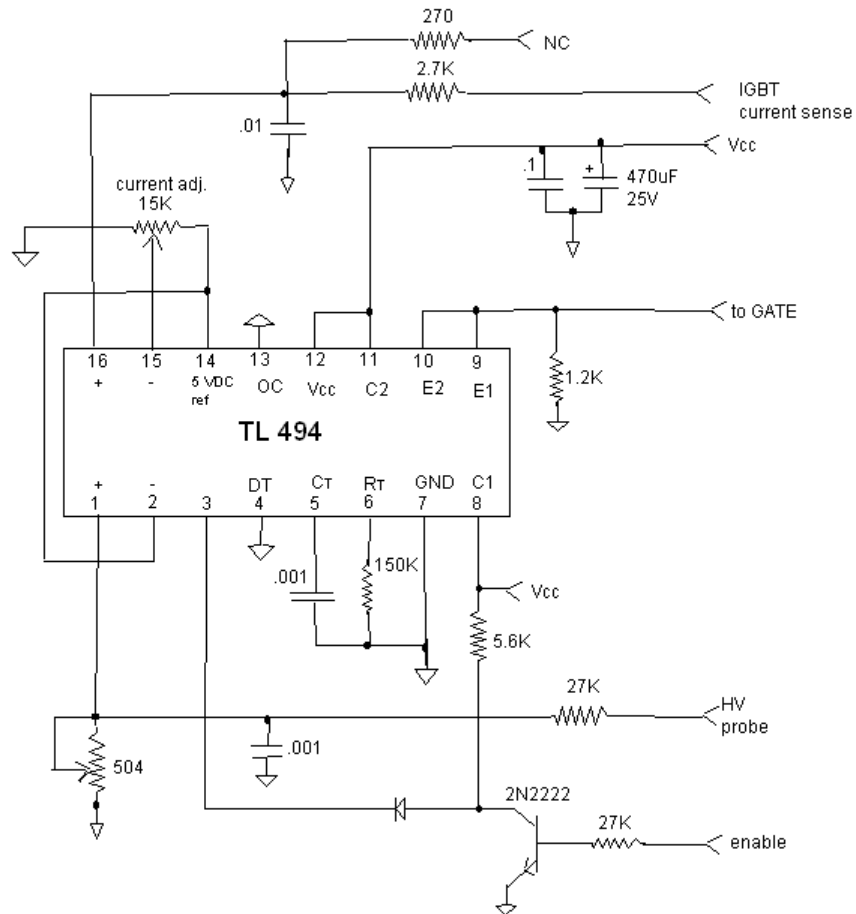 270
NC
2.7K
IGBT
current sense
.01
Vcc
.1
+
470uF
25V
current adj.
15K
to GATE
16 15 14 13 12 11 10 9
+ - 5 VDC ref OC Vcc C2 E2 E1
1.2K
TL 494
+ - DT CT RT GND C1
1 2 3 4 5 6 7 8
.001
150K
Vcc
5.6K
27K
HV
probe
504
.001
2N2222
27K
enable